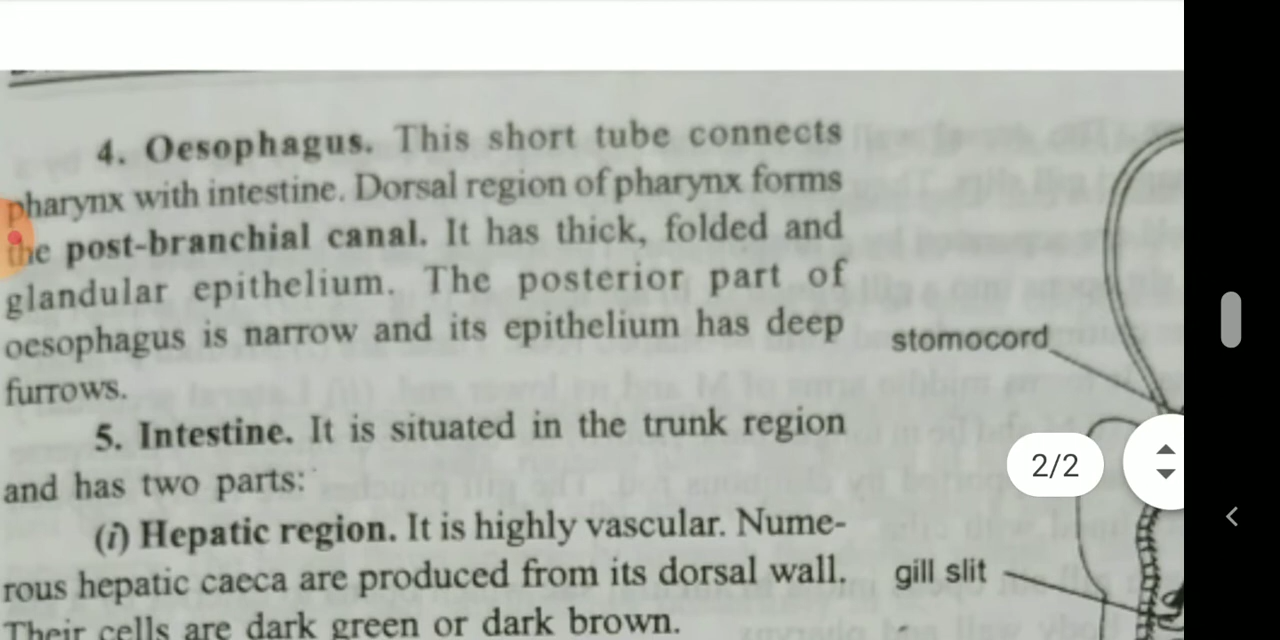 4. Oesophagus. This short tube connects
pharynx with intestine. Dorsal region of pharynx forms
the post-branchial canal. It has thick, folded and
glandular epithelium. The posterior part of
oesophagus is narrow and its epithelium has deep
furrows.
5. Intestine. It is situated in the trunk region
and has two parts:
(i) Hepatic region. It is highly vascular. Nume-
rous hepatic caeca are produced from its dorsal wall.
Their cells are dark green or dark brown.
stomocord
2/2
gill slit